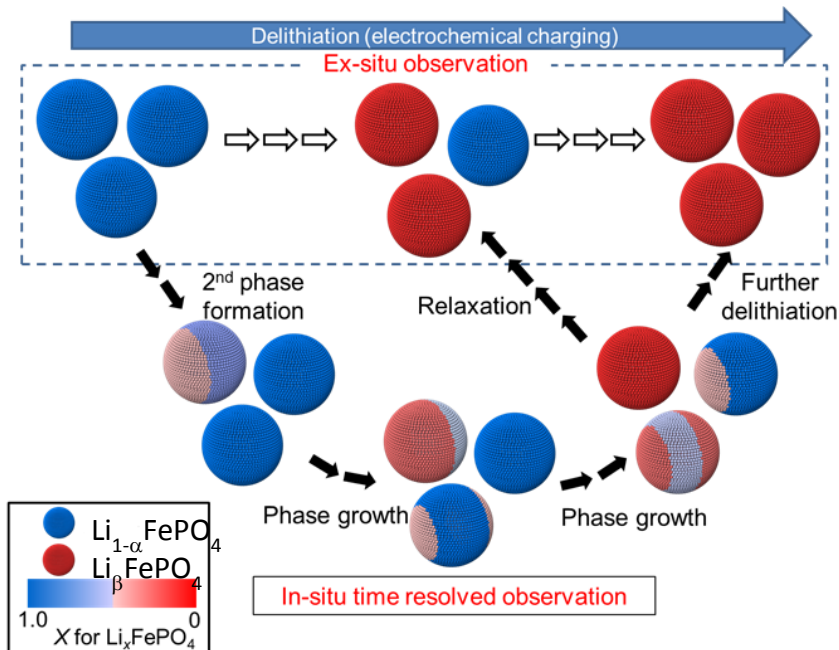 Delithiation (electrochemical charging)
Ex-situ observation
2nd phase
formation
Relaxation
Further
delithiation
Phase growth
Phase growth
Li1-αFePO4
LiβFePO4
1.0
0
X for LixFePO4
In-situ time resolved observation